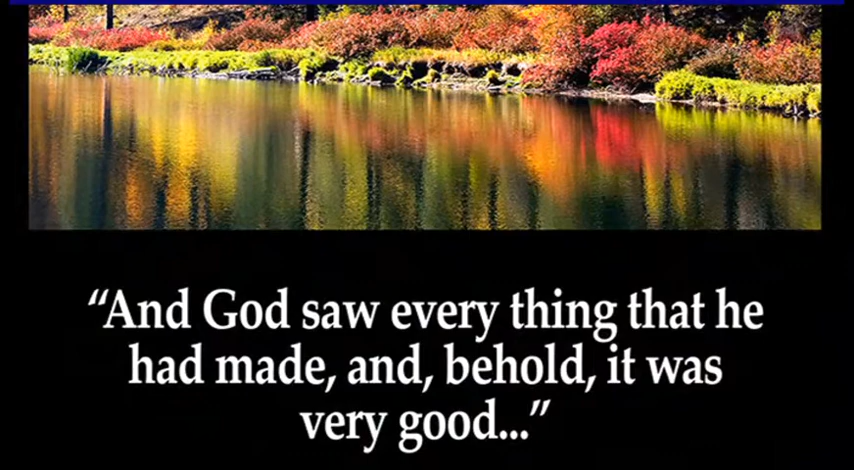 “And God saw every thing that he
had made, and, behold, it was
very good...”